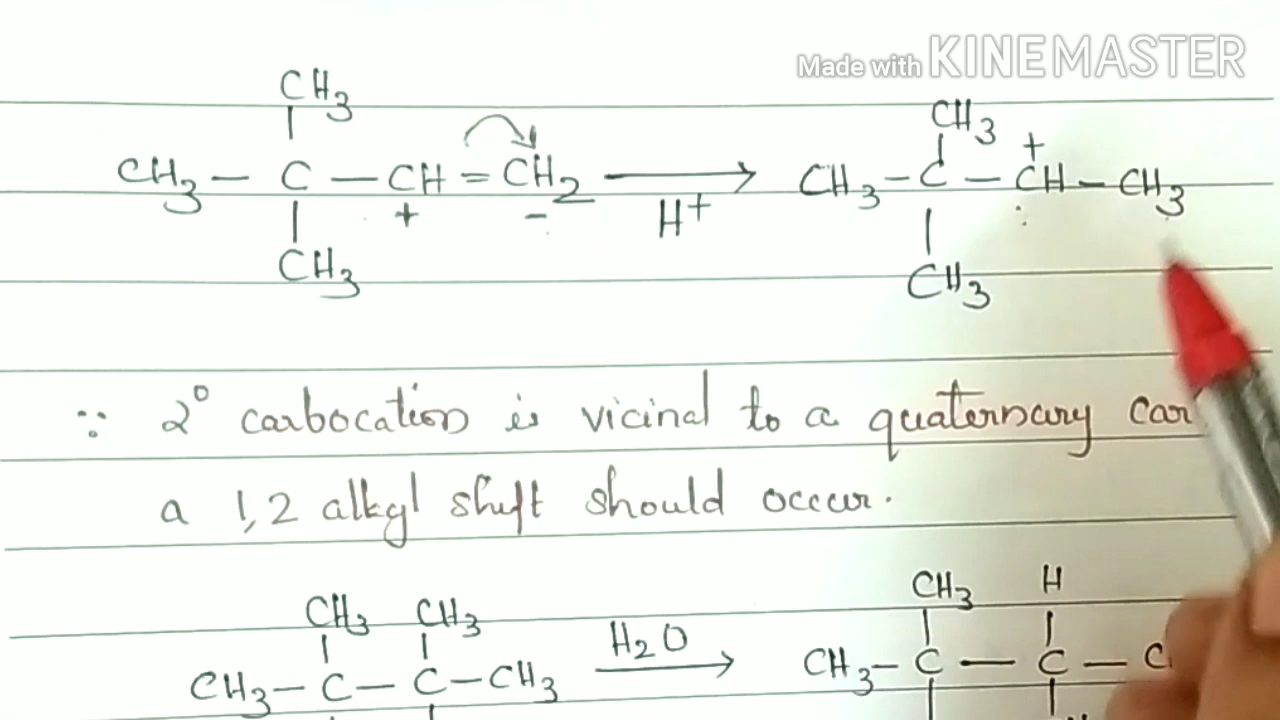 Made with KINEMASTER
CH3 CH3
CH3 — C — CH = CH2 ⟶ CH3 — C — CH — CH3
+ − H+ +
CH3 CH3
∵ 2° carbocation is vicinal to a quaternary car
a 1,2 alkyl shift should occur.
CH3 CH3 CH3 H
CH3 — C — C — CH3 H2O ⟶ CH3 — C — C — C